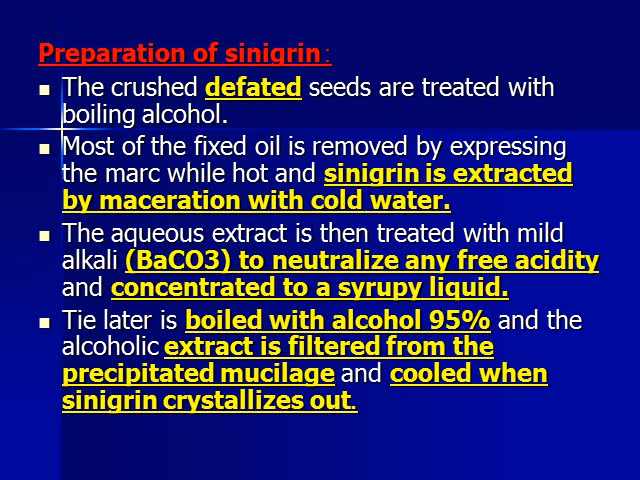 Preparation of sinigrin:
The crushed defated seeds are treated with
boiling alcohol.
Most of the fixed oil is removed by expressing
the marc while hot and sinigrin is extracted
by maceration with cold water.
The aqueous extract is then treated with mild
alkali (BaCO3) to neutralize any free acidity
and concentrated to a syrupy liquid.
Tie later is boiled with alcohol 95% and the
alcoholic extract is filtered from the
precipitated mucilage and cooled when
sinigrin crystallizes out.